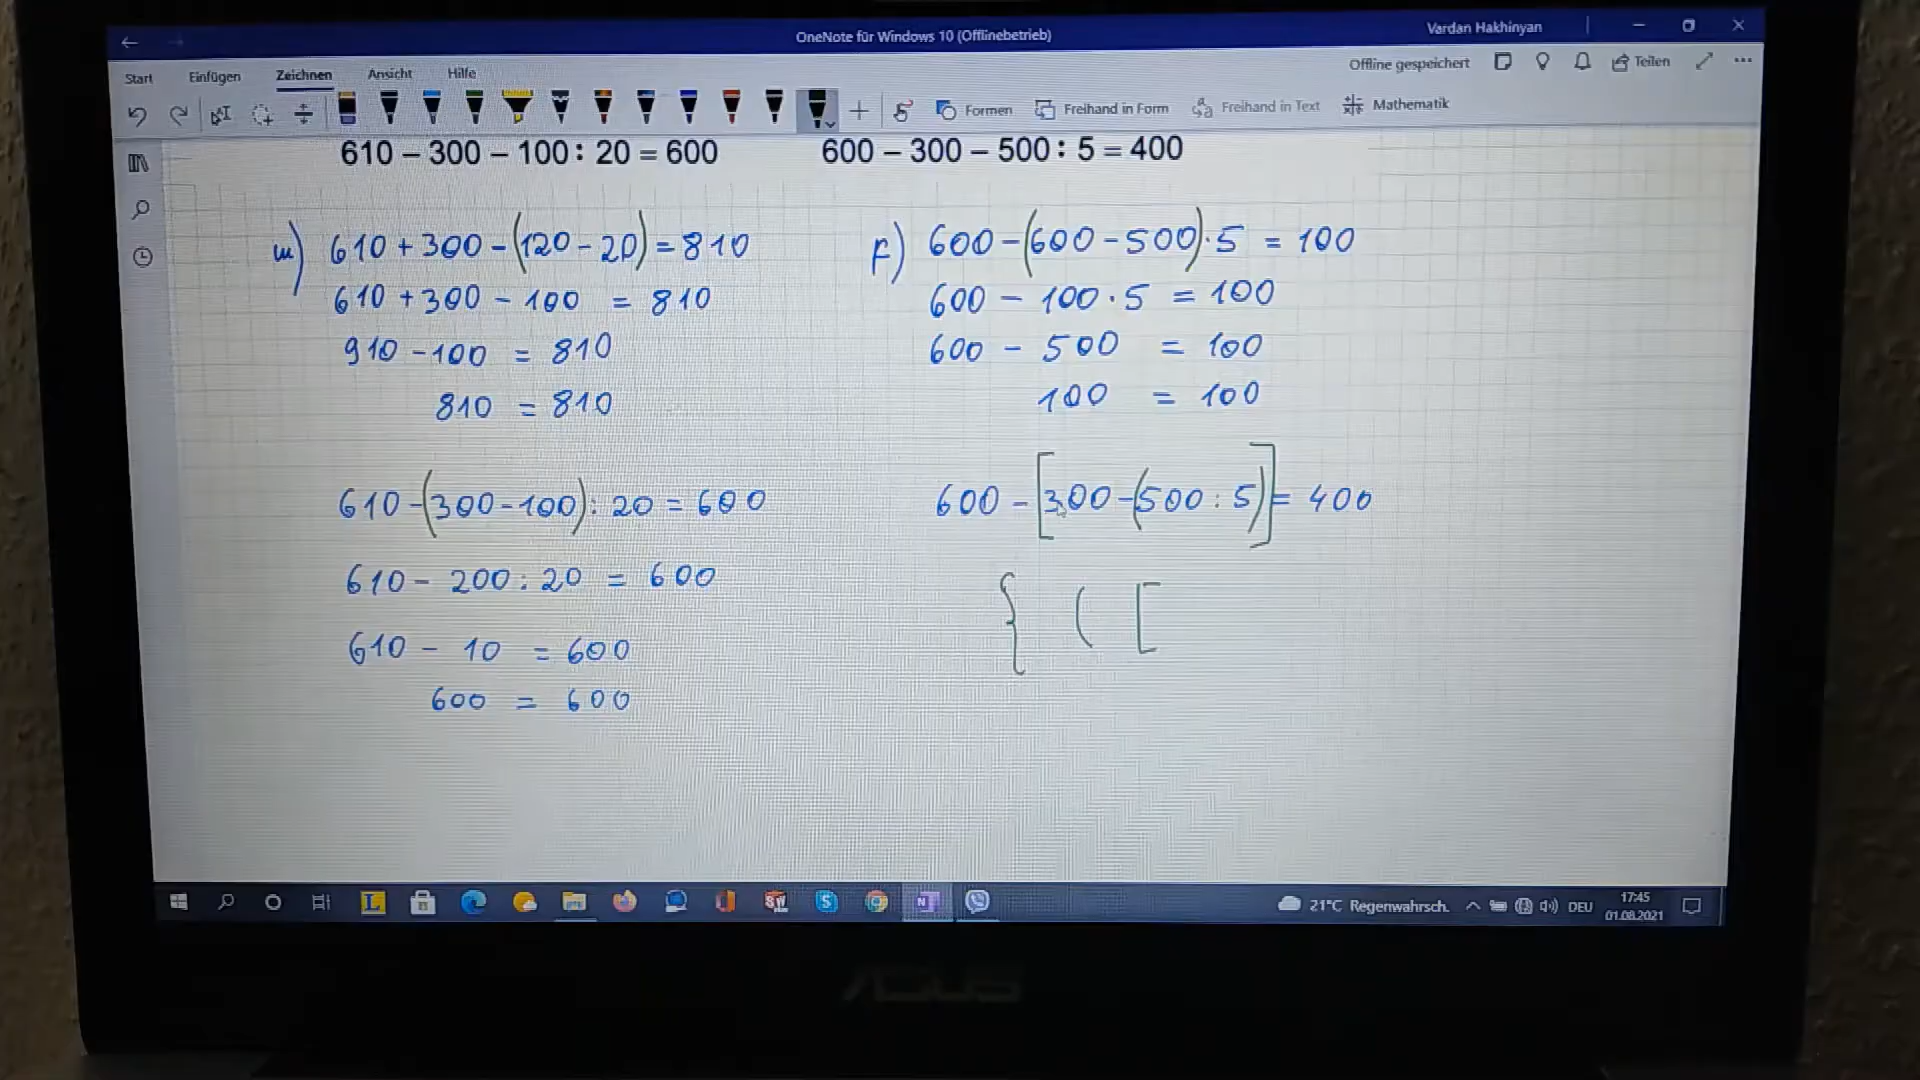 OneNote für Windows 10 (Offlinebetrieb)
Vardan Hakhinyan
Start Einfügen Zeichnen Ansicht Hilfe
Offline gespeichert Teilen
Formen Freihand in Form Freihand in Text Mathematik
610 – 300 – 100 : 20 = 600
600 – 300 – 500 : 5 = 400
ա) 610 + 300 - (120 - 20) = 810
610 + 300 - 100 = 810
910 - 100 = 810
810 = 810
610 - (300 - 100) : 20 = 600
610 - 200 : 20 = 600
610 - 10 = 600
600 = 600
բ) 600 - (600 - 500) · 5 = 100
600 - 100 · 5 = 100
600 - 500 = 100
100 = 100
600 - [300 - (500 : 5)] = 400
{ ( [
21°C Regenwahrsch. DEU 17:45
01.08.2021
ASUS